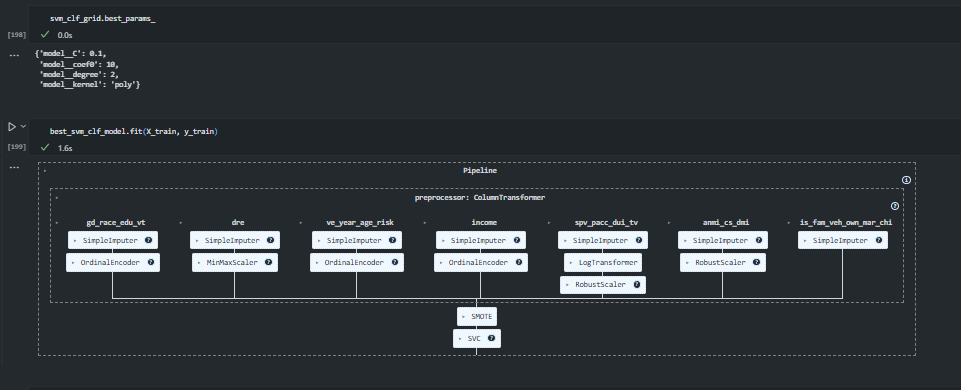 svm_clf_grid.best_params_
[198]
0.0s
...
{'model__C': 0.1,
'model__coef0': 10,
'model__degree': 2,
'model__kernel': 'poly'}
best_svm_clf_model.fit(X_train, y_train)
[199]
1.6s
...
Pipeline
i
preprocessor: ColumnTransformer
?
gd_race_edu_vt dre ve_year_age_risk income spv_pacc_dui_tv anmi_cs_dmi is_fam_veh_own_mar_chi
SimpleImputer ? SimpleImputer ? SimpleImputer ? SimpleImputer ? SimpleImputer ? SimpleImputer ? SimpleImputer ?
OrdinalEncoder ? MinMaxScaler ? OrdinalEncoder ? OrdinalEncoder ? LogTransformer RobustScaler ?
RobustScaler ?
SMOTE
SVC ?